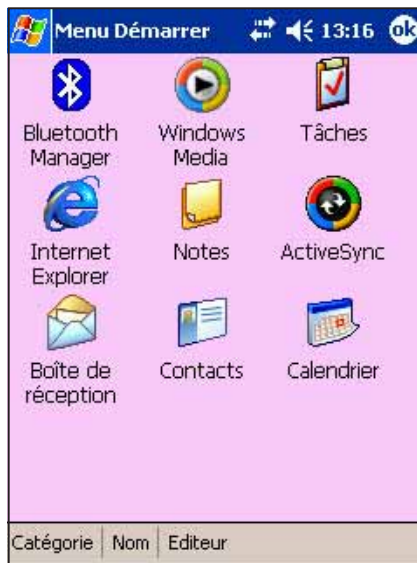 Menu Démarrer 13:16 ok
Bluetooth Manager
Windows Media
Tâches
Internet Explorer
Notes
ActiveSync
Boîte de réception
Contacts
Calendrier
Catégorie Nom Editeur